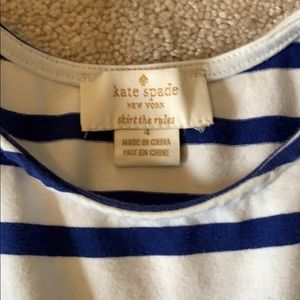 kate spade
NEW YORK
skirt the rules
4
MADE IN CHINA
FAIT EN CHINE